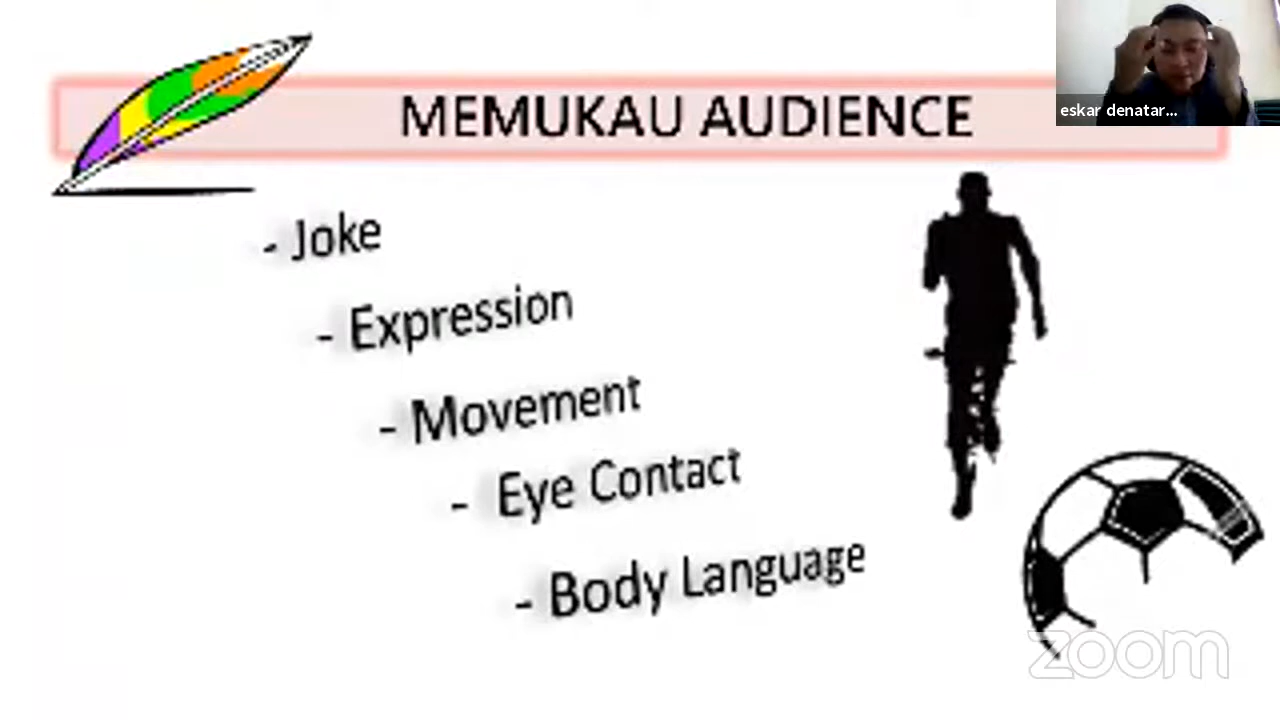 MEMUKAU AUDIENCE
eskar denatar...
- Joke
- Expression
- Movement
- Eye Contact
- Body Language
zoom